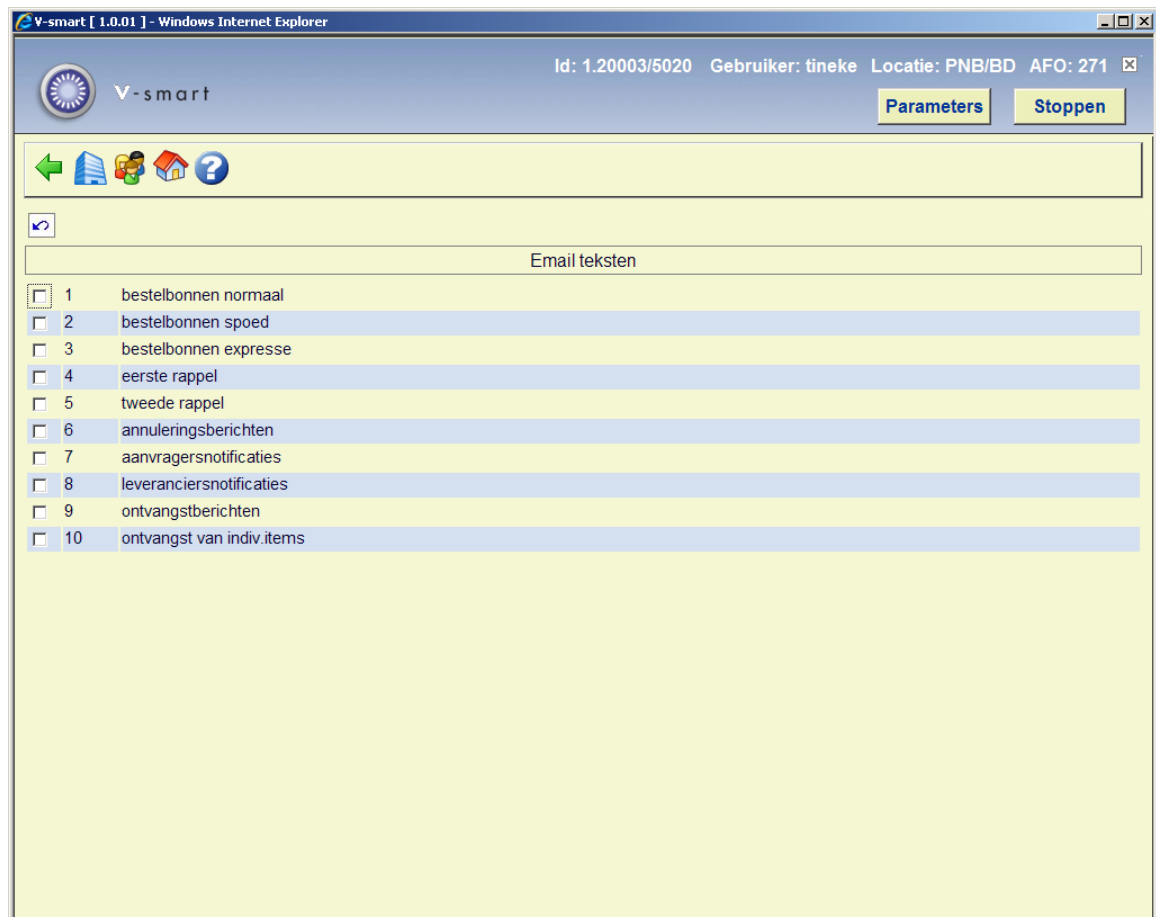 V-smart [ 1.0.01 ] - Windows Internet Explorer
Id: 1.20003/5020 Gebruiker: tineke Locatie: PNB/BD AFO: 271
V-smart
Parameters Stoppen
Email teksten
1 bestelbonnen normaal
2 bestelbonnen spoed
3 bestelbonnen expresse
4 eerste rappel
5 tweede rappel
6 annuleringsberichten
7 aanvragersnotificaties
8 leveranciersnotificaties
9 ontvangstberichten
10 ontvangst van indiv.items